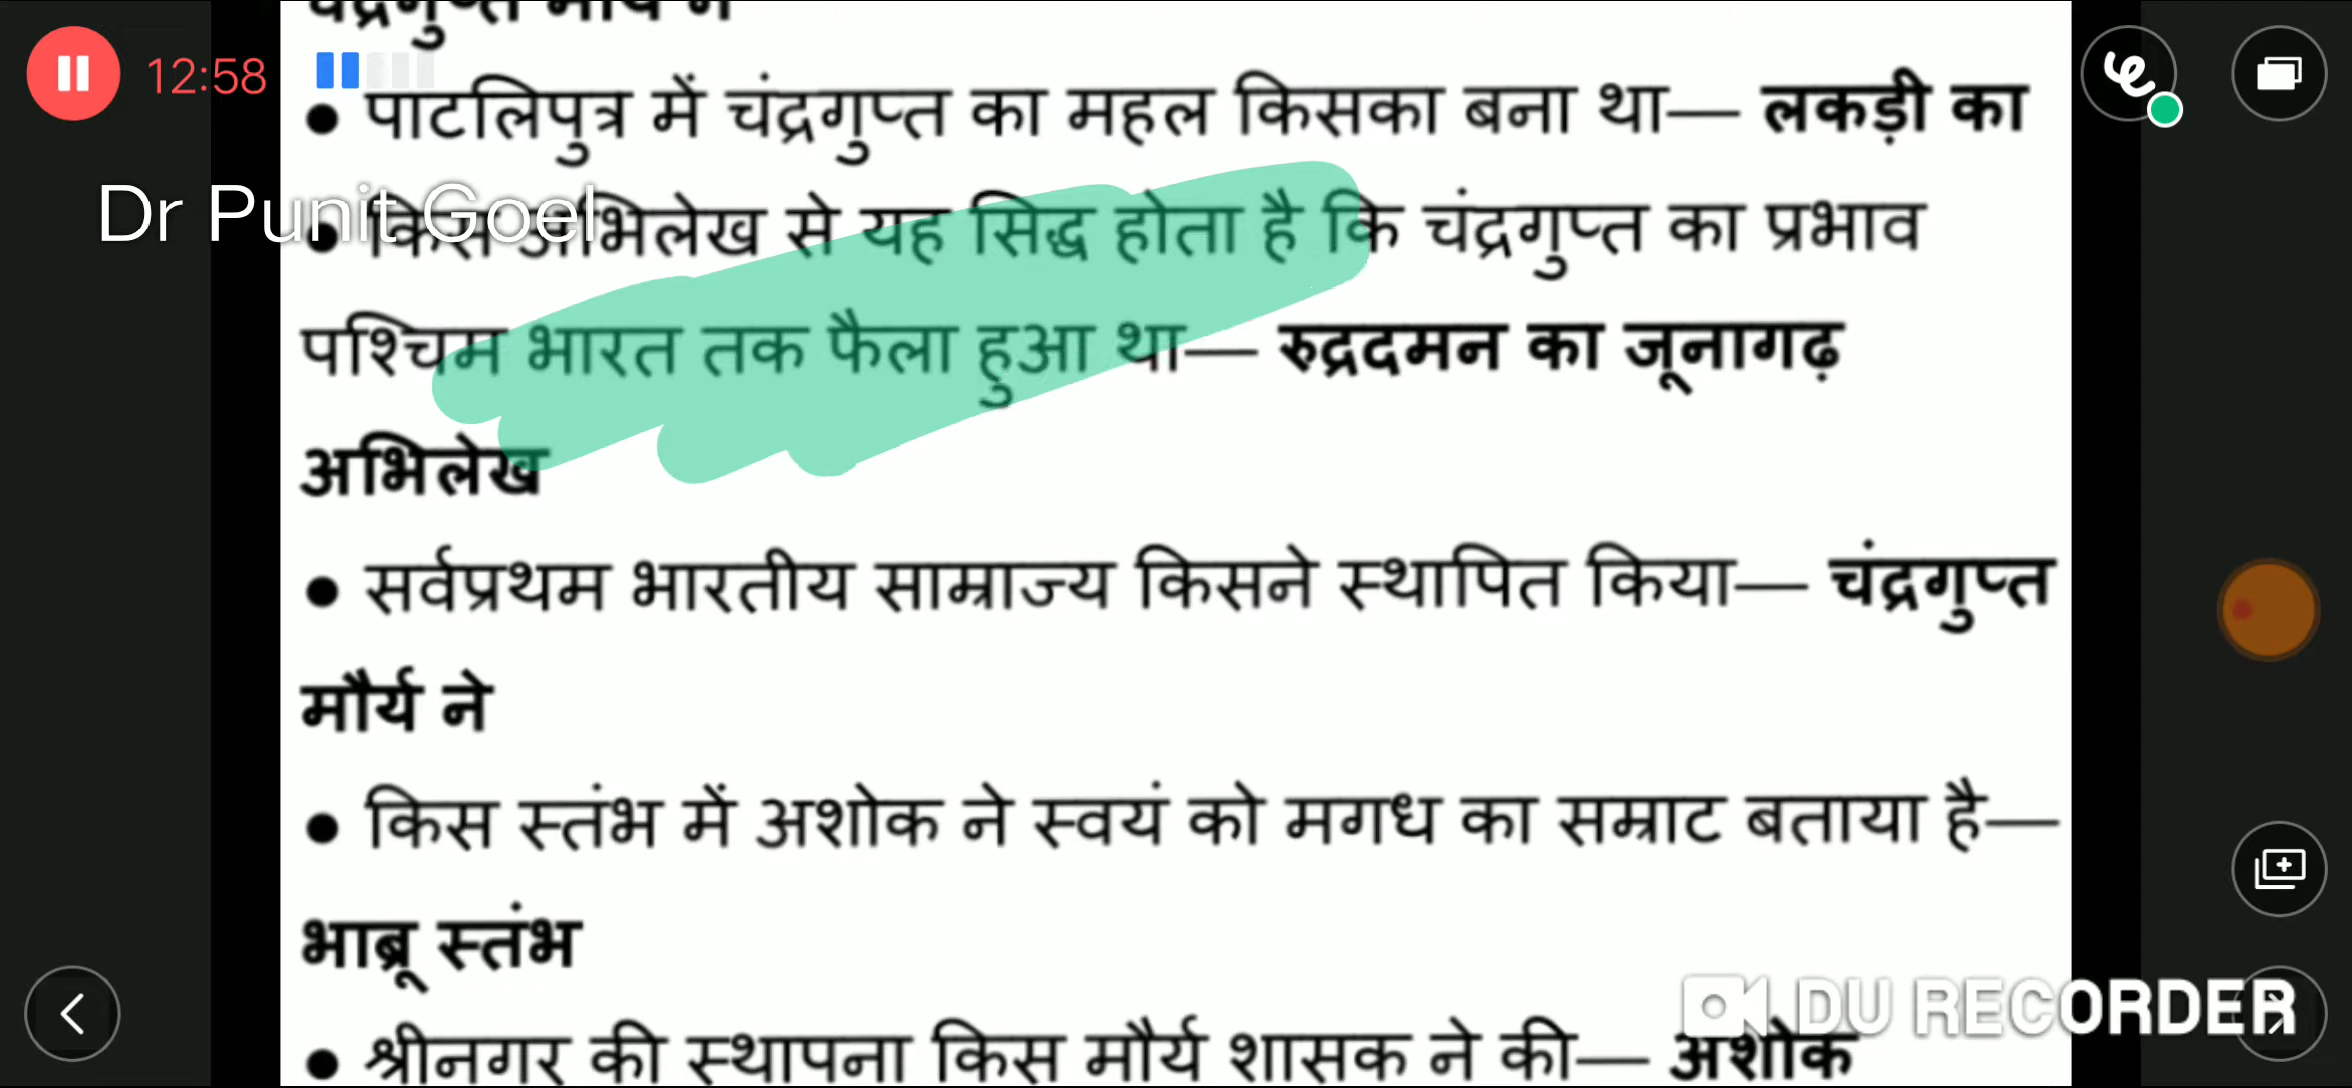 चंद्रगुप्त मौर्य ने
12:58
• पाटलिपुत्र में चंद्रगुप्त का महल किसका बना था— लकड़ी का
Dr Punit Goel
• किस अभिलेख से यह सिद्ध होता है कि चंद्रगुप्त का प्रभाव
पश्चिम भारत तक फैला हुआ था— रुद्रदमन का जूनागढ़
अभिलेख
• सर्वप्रथम भारतीय साम्राज्य किसने स्थापित किया— चंद्रगुप्त
मौर्य ने
• किस स्तंभ में अशोक ने स्वयं को मगध का सम्राट बताया है—
भाब्रू स्तंभ
DU RECORDER
• श्रीनगर की स्थापना किस मौर्य शासक ने की— अशोक